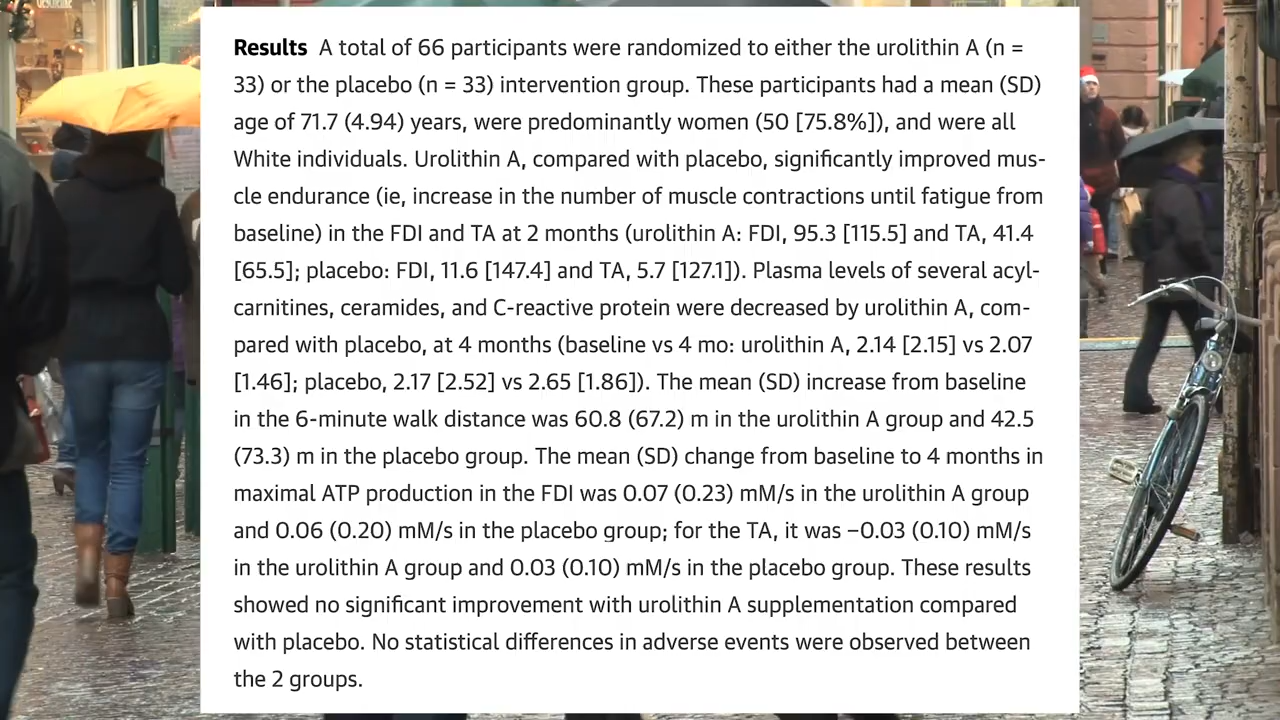 Results A total of 66 participants were randomized to either the urolithin A (n =
33) or the placebo (n = 33) intervention group. These participants had a mean (SD)
age of 71.7 (4.94) years, were predominantly women (50 [75.8%]), and were all
White individuals. Urolithin A, compared with placebo, significantly improved mus-
cle endurance (ie, increase in the number of muscle contractions until fatigue from
baseline) in the FDI and TA at 2 months (urolithin A: FDI, 95.3 [115.5] and TA, 41.4
[65.5]; placebo: FDI, 11.6 [147.4] and TA, 5.7 [127.1]). Plasma levels of several acyl-
carnitines, ceramides, and C-reactive protein were decreased by urolithin A, com-
pared with placebo, at 4 months (baseline vs 4 mo: urolithin A, 2.14 [2.15] vs 2.07
[1.46]; placebo, 2.17 [2.52] vs 2.65 [1.86]). The mean (SD) increase from baseline
in the 6-minute walk distance was 60.8 (67.2) m in the urolithin A group and 42.5
(73.3) m in the placebo group. The mean (SD) change from baseline to 4 months in
maximal ATP production in the FDI was 0.07 (0.23) mM/s in the urolithin A group
and 0.06 (0.20) mM/s in the placebo group; for the TA, it was −0.03 (0.10) mM/s
in the urolithin A group and 0.03 (0.10) mM/s in the placebo group. These results
showed no significant improvement with urolithin A supplementation compared
with placebo. No statistical differences in adverse events were observed between
the 2 groups.